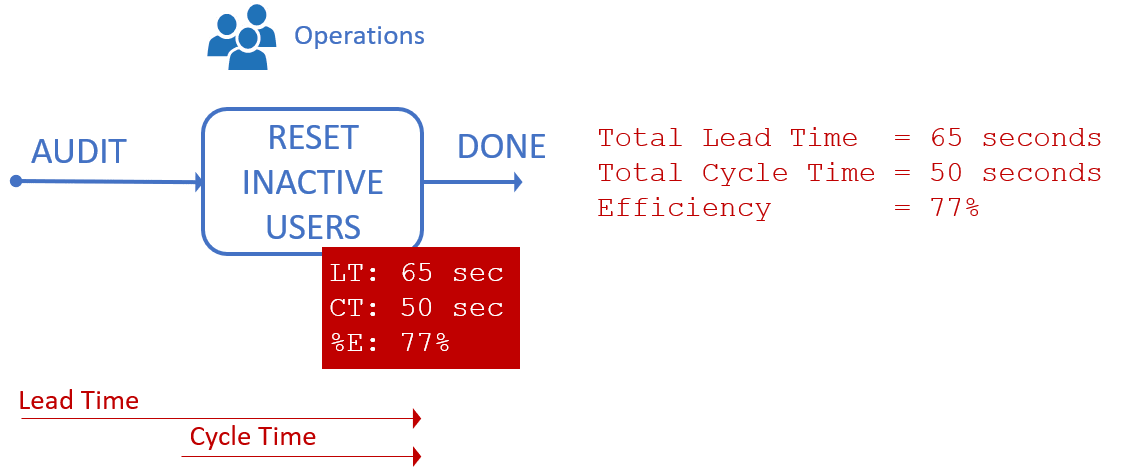 Operations
AUDIT
RESET
INACTIVE
USERS
DONE
LT: 65 sec
CT: 50 sec
%E: 77%
Total Lead Time = 65 seconds
Total Cycle Time = 50 seconds
Efficiency = 77%
Lead Time
Cycle Time